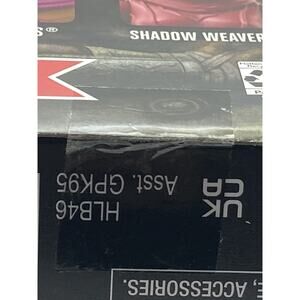 S®
SHADOW WEAVER
UK
CA
Asst. GPK95
HLB46
E, ACCESSORIES.